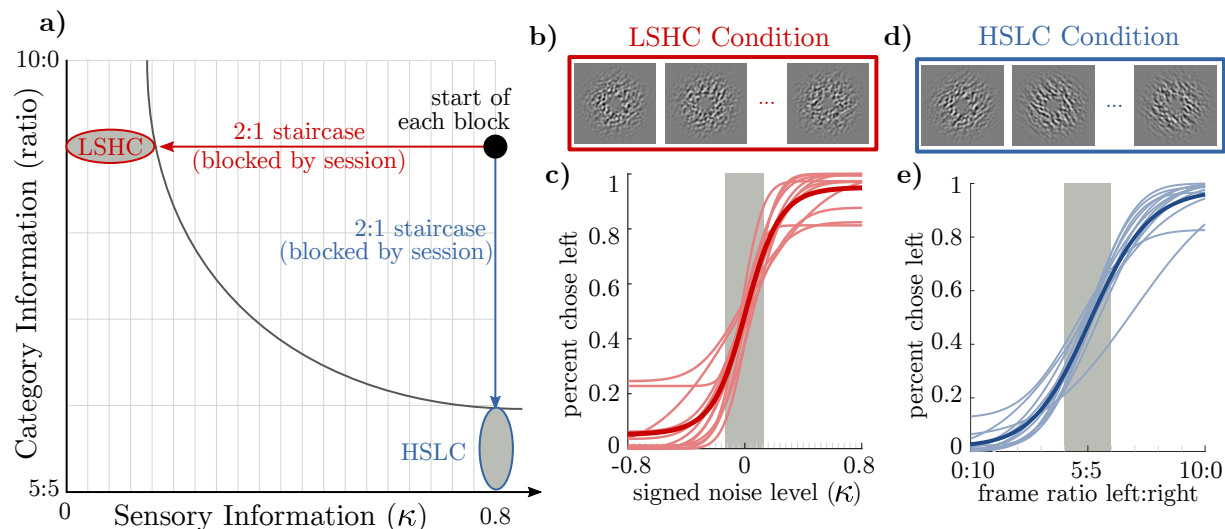 a)
10:0
Category Information (ratio)
5:5
0
Sensory Information (κ)
0.8
LSHC
2:1 staircase
(blocked by session)
start of
each block
2:1 staircase
(blocked by session)
HSLC
b)
LSHC Condition
...
c)
percent chose left
1
0.8
0.6
0.4
0.2
0
-0.8
0
0.8
signed noise level (κ)
d)
HSLC Condition
...
e)
percent chose left
1
0.8
0.6
0.4
0.2
0
0:10
5:5
10:0
frame ratio left:right